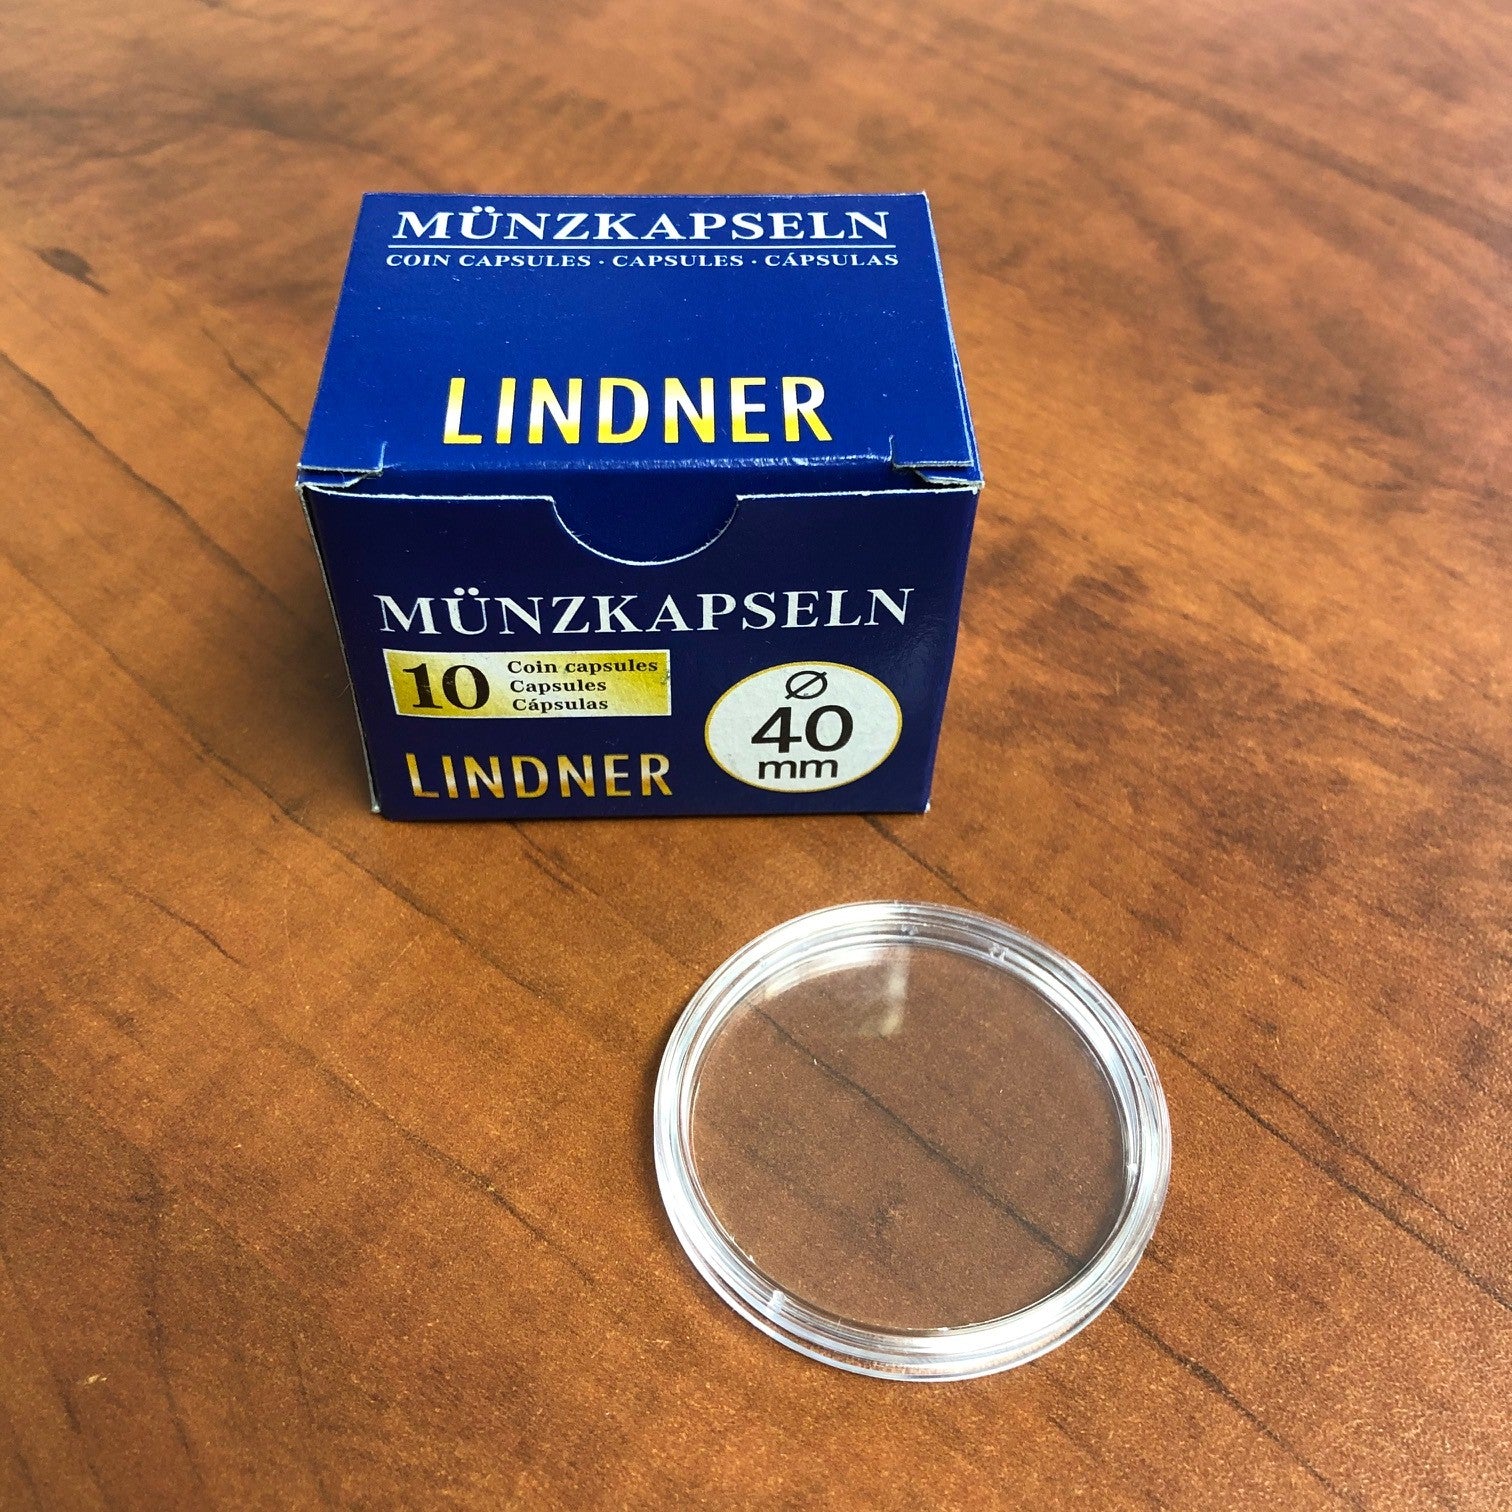 MÜNZKAPSELN
COIN CAPSULES · CAPSULES · CÁPSULAS
LINDNER
MÜNZKAPSELN
10 Coin capsules
Capsules
Cápsulas
LINDNER
⌀
40
mm